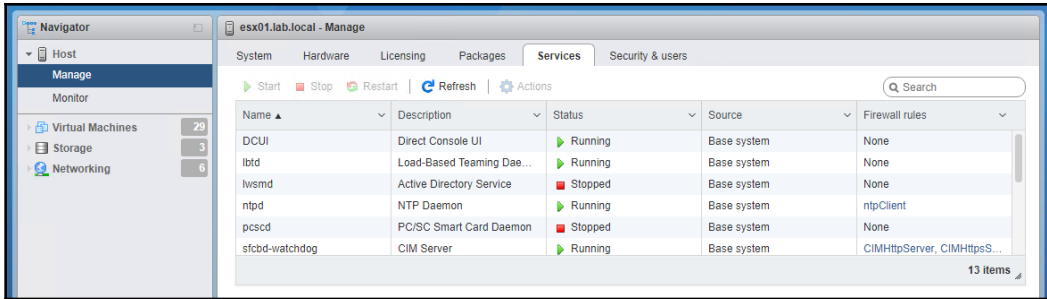 Navigator
esx01.lab.local - Manage
Host
Manage
Monitor
Virtual Machines 29
Storage 3
Networking 6
System Hardware Licensing Packages Services Security & users
Start Stop Restart Refresh Actions
Search
Name Description Status Source Firewall rules
DCUI Direct Console UI Running Base system None
lbtd Load-Based Teaming Dae... Running Base system None
lwsmd Active Directory Service Stopped Base system None
ntpd NTP Daemon Running Base system ntpClient
pcscd PC/SC Smart Card Daemon Stopped Base system None
sfcbd-watchdog CIM Server Running Base system CIMHttpServer, CIMHttpsS...
13 items